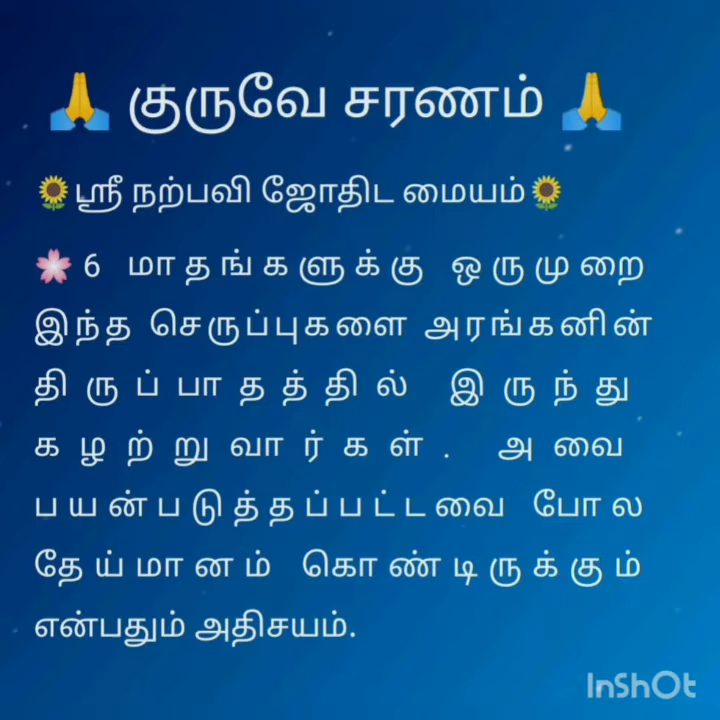 🙏 குருவே சரணம் 🙏
🌻ஸ்ரீ நற்பவி ஜோதிட மையம்🌻
🌸 6 மாதங்களுக்கு ஒருமுறை
இந்த செருப்புகளை அரங்கனின்
திருப்பாதத்தில் இருந்து
கழற்றுவார்கள். அவை
பயன்படுத்தப்பட்டவை போல
தேய்மானம் கொண்டிருக்கும்
என்பதும் அதிசயம்.
InShOt